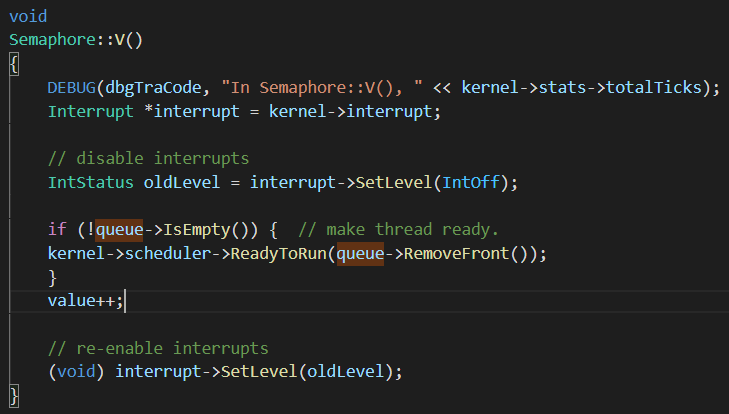 void
Semaphore::V()
{
    DEBUG(dbgTraCode, "In Semaphore::V(), " << kernel->stats->totalTicks);
    Interrupt *interrupt = kernel->interrupt;

    // disable interrupts
    IntStatus oldLevel = interrupt->SetLevel(IntOff);

    if (!queue->IsEmpty()) {  // make thread ready.
    kernel->scheduler->ReadyToRun(queue->RemoveFront());
    }
    value++;

    // re-enable interrupts
    (void) interrupt->SetLevel(oldLevel);
}